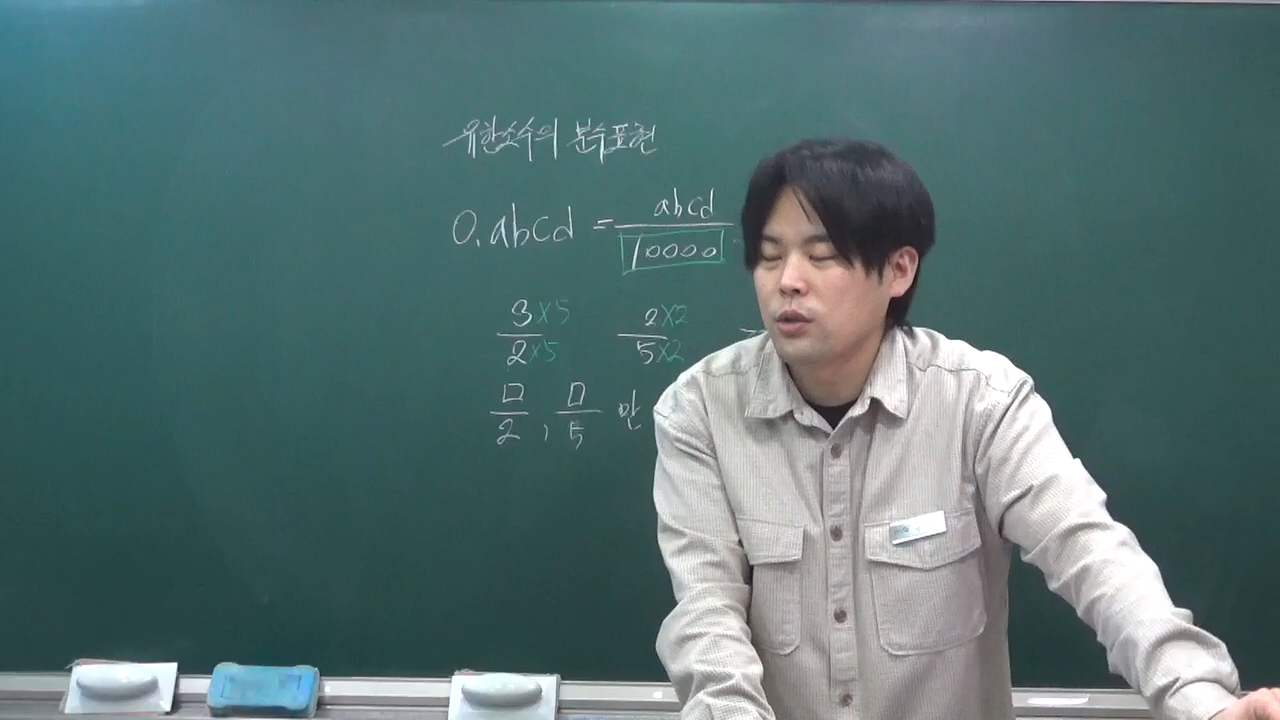 유한소수의 분수표현
0.abcd = abcd/10000
3×5/2×5 2×2/5×2
□/2 , □/5 만